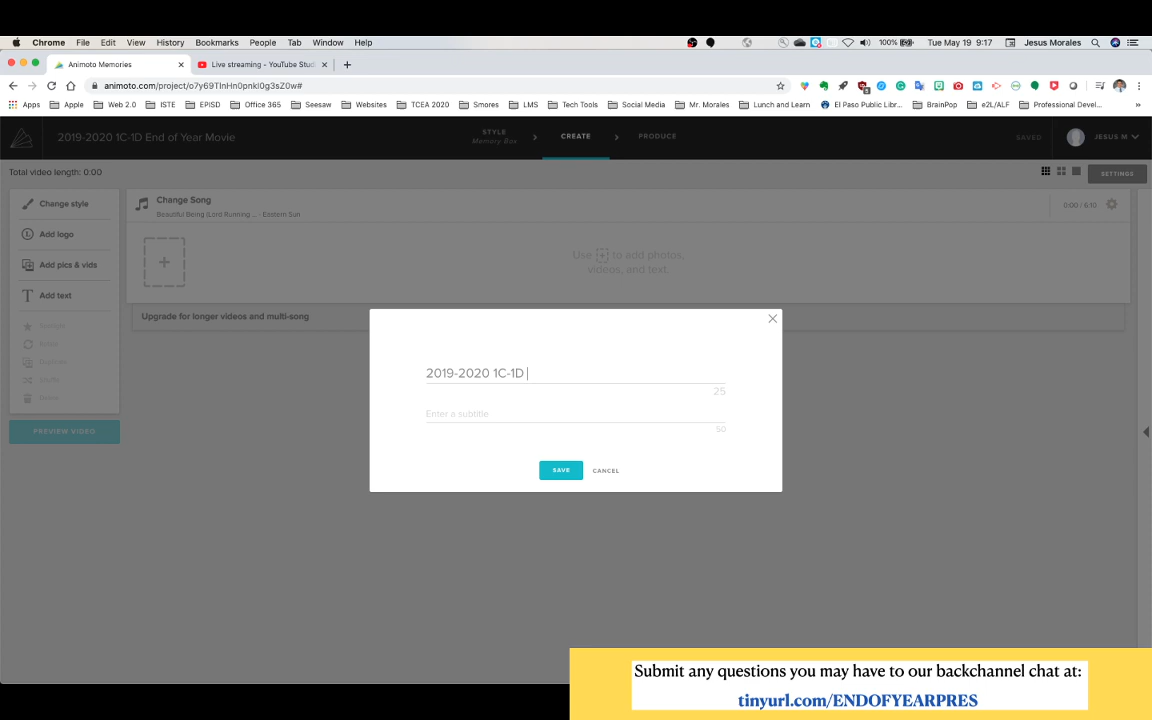 Chrome File Edit View History Bookmarks People Tab Window Help 100% Tue May 19 9:17 Jesus Morales
Animoto Memories Live streaming - YouTube Stud
animoto.com/project/o7y69TlnHn0pnkl0g3sZ0w#
Apps Apple Web 2.0 ISTE EPISD Office 365 Seesaw Websites TCEA 2020 Smores LMS Tech Tools Social Media Mr. Morales Lunch and Learn El Paso Public Libr... BrainPop e2L/ALF Professional Devel... »
2019-2020 1C-1D End of Year Movie STYLE CREATE PRODUCE SAVED JESUS M
Memory Box
Total video length: 0:00 SETTINGS
Change style Change Song 0:00 / 6:10
Beautiful Being (Lord Running ... - Eastern Sun
Add logo
Use [+] to add photos,
Add pics & vids videos, and text.
Add text
Upgrade for longer videos and multi-song
Spotlight
Rotate
Duplicate
Shuffle
Delete
2019-2020 1C-1D
25
Enter a subtitle
50
PREVIEW VIDEO
SAVE CANCEL
Submit any questions you may have to our backchannel chat at:
tinyurl.com/ENDOFYEARPRES